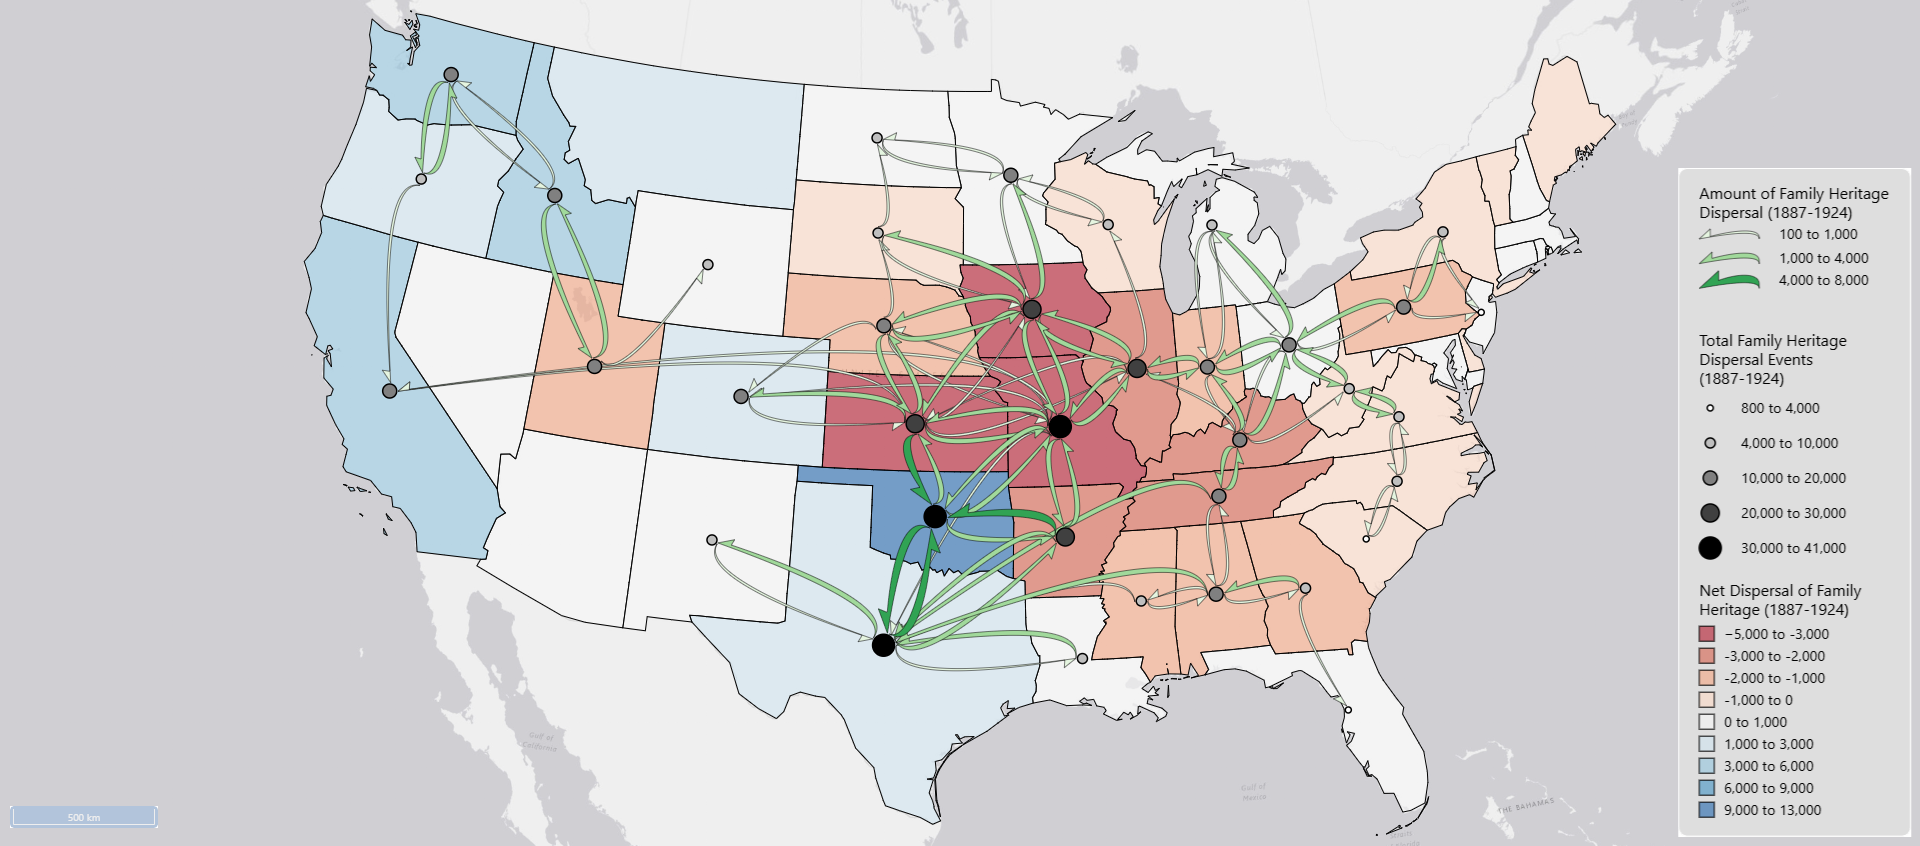 Amount of Family Heritage
Dispersal (1887-1924)
100 to 1,000
1,000 to 4,000
4,000 to 8,000
Total Family Heritage
Dispersal Events
(1887-1924)
800 to 4,000
4,000 to 10,000
10,000 to 20,000
20,000 to 30,000
30,000 to 41,000
Net Dispersal of Family
Heritage (1887-1924)
−5,000 to -3,000
-3,000 to -2,000
-2,000 to -1,000
-1,000 to 0
0 to 1,000
1,000 to 3,000
3,000 to 6,000
6,000 to 9,000
9,000 to 13,000
Gulf of
California
Gulf of
Mexico
THE BAHAMAS
500 km